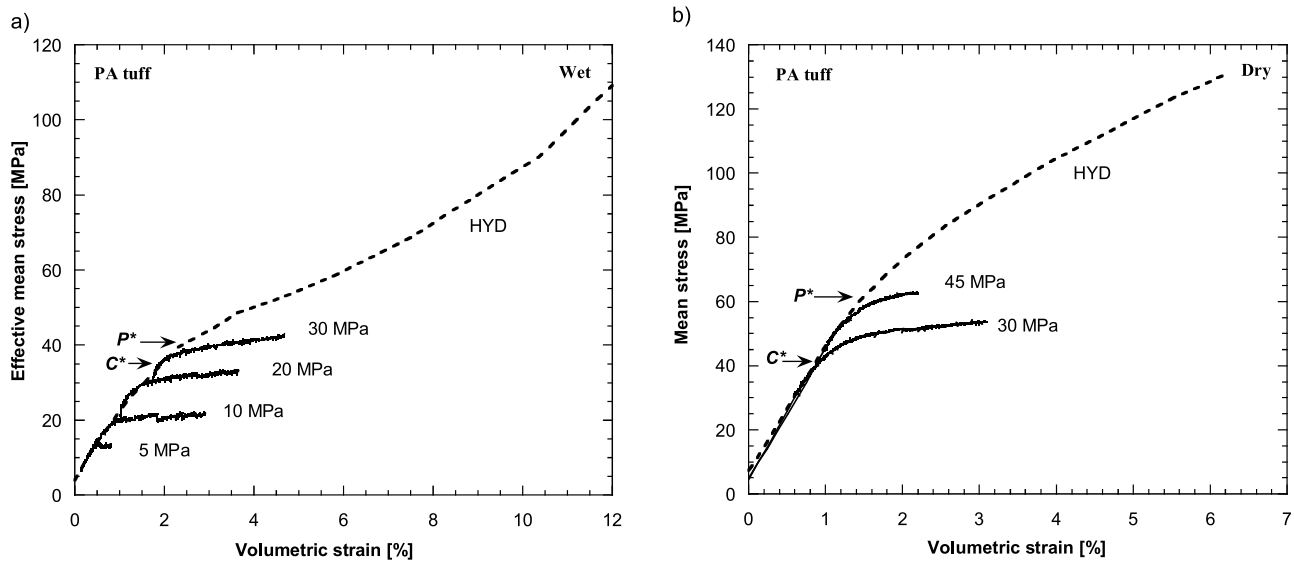 a)
PA tuff
Wet
Effective mean stress [MPa]
120
100
80
60
40
20
0
HYD
P*
C*
30 MPa
20 MPa
10 MPa
5 MPa
0 2 4 6 8 10 12
Volumetric strain [%]
b)
PA tuff
Dry
Mean stress [MPa]
140
120
100
80
60
40
20
0
HYD
P*
45 MPa
C*
30 MPa
0 1 2 3 4 5 6 7
Volumetric strain [%]